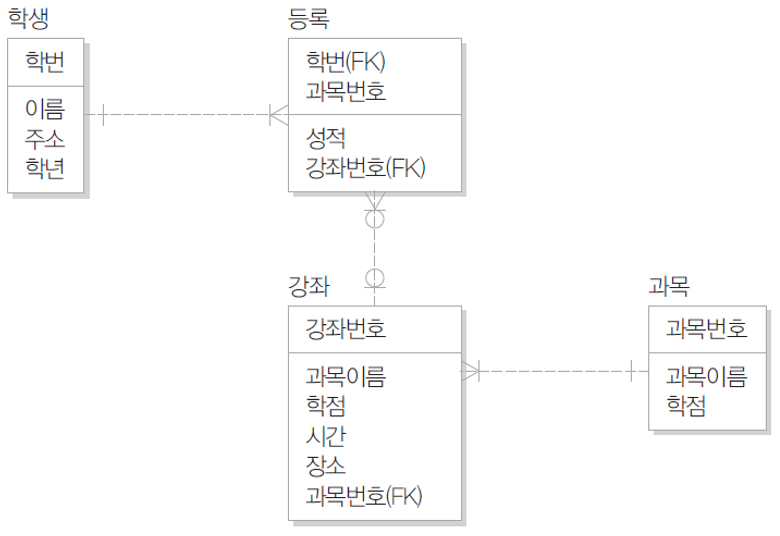 학생
학번
이름
주소
학년
등록
학번(FK)
과목번호
성적
강좌번호(FK)
강좌
강좌번호
과목이름
학점
시간
장소
과목번호(FK)
과목
과목번호
과목이름
학점